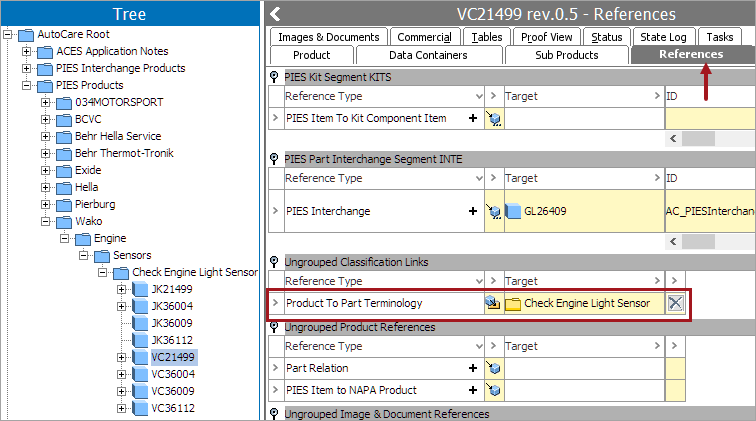 Tree
AutoCare Root
ACES Application Notes
PIES Interchange Products
PIES Products
034MOTORSPORT
BCVC
Behr Hella Service
Behr Thermot-Tronik
Exide
Hella
Pierburg
Wako
Engine
Sensors
Check Engine Light Sensor
JK21499
JK36004
JK36009
JK36112
VC21499
VC36004
VC36009
VC36112
VC21499 rev.0.5 - References
Images & Documents Commercial Tables Proof View Status State Log Tasks
Product Data Containers Sub Products References
PIES Kit Segment KITS
Reference Type Target ID
PIES Item To Kit Component Item
PIES Part Interchange Segment INTE
Reference Type Target ID
PIES Interchange GL26409 AC_PIESInterchan
Ungrouped Classification Links
Reference Type Target
Product To Part Terminology Check Engine Light Sensor
Ungrouped Product References
Reference Type Target
Part Relation
PIES Item to NAPA Product
Ungrouped Image & Document References